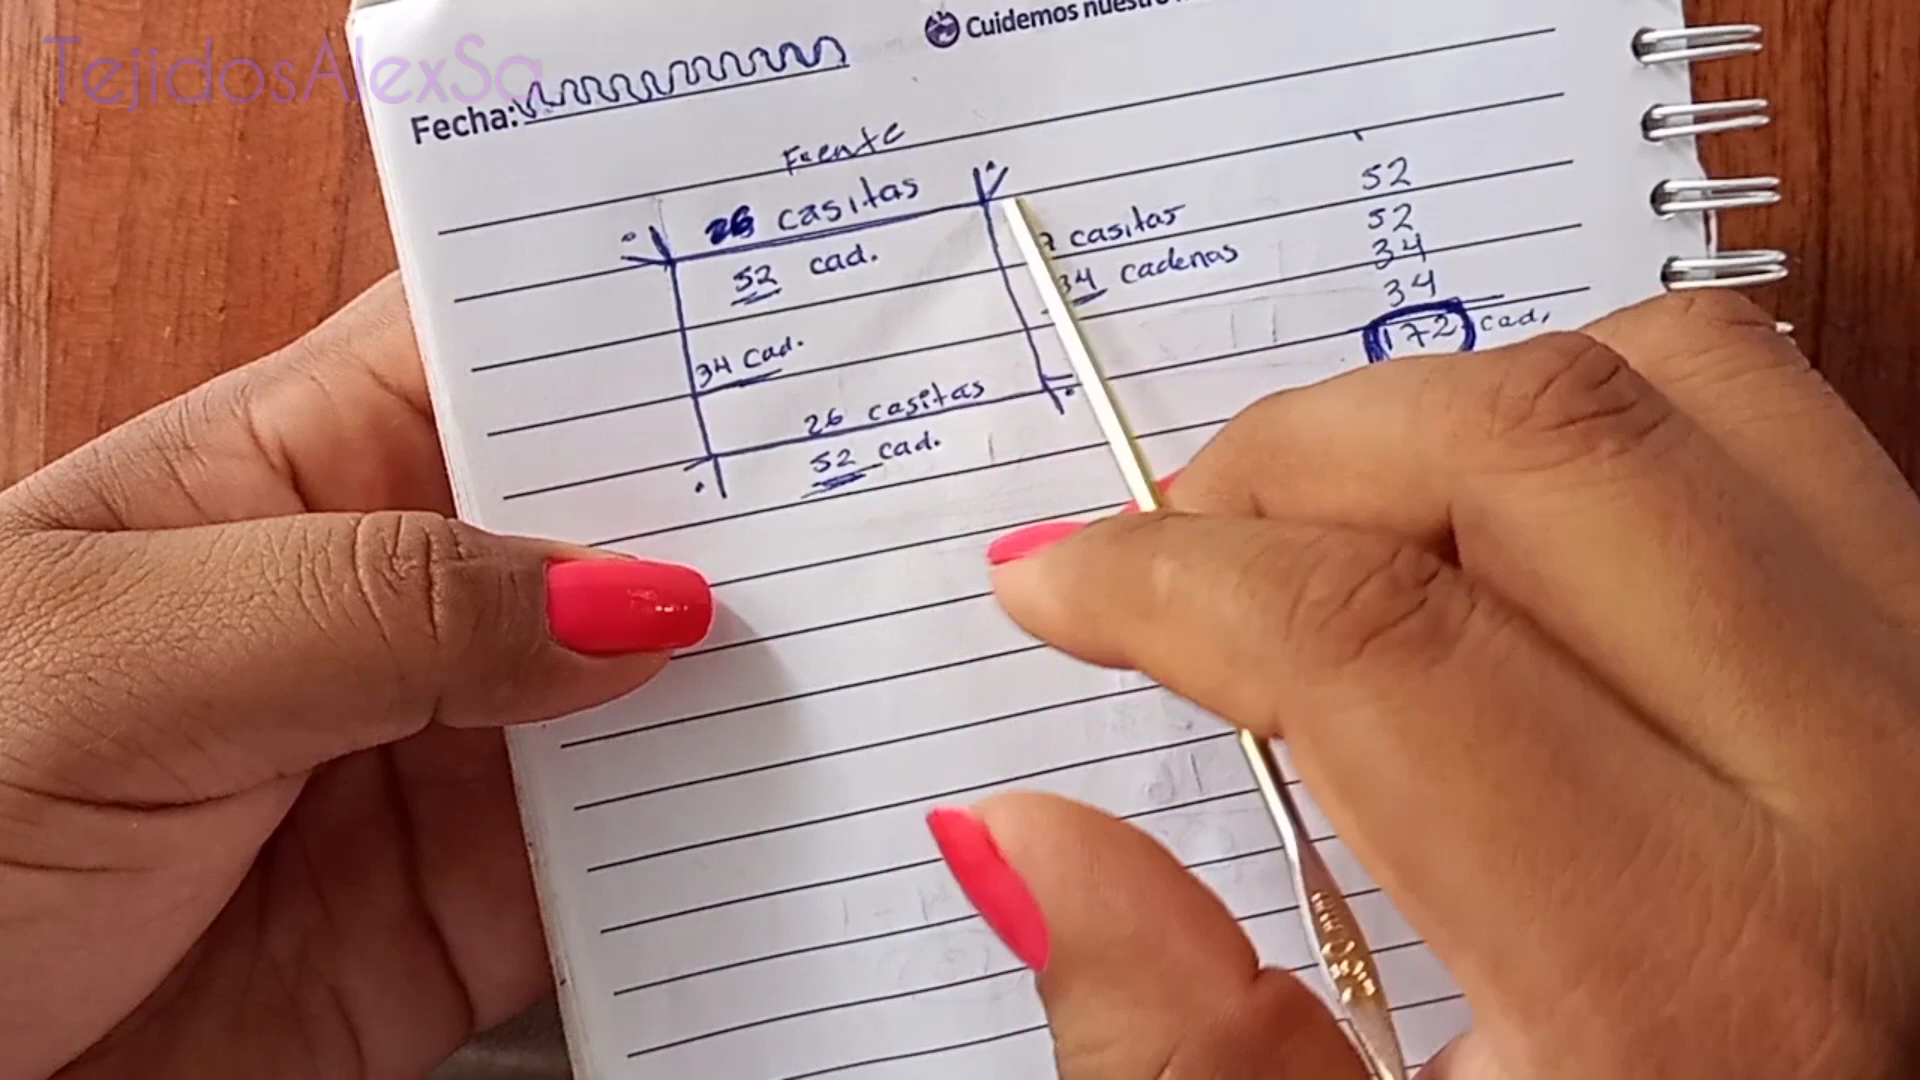 TejidosAlexSa
Cuidemos
Fecha:
Frente
26 casitas
52 cad.
34 cad.
26 casitas
52 cad.
casitas
34 cadenas
52
52
34
34
172 cad.